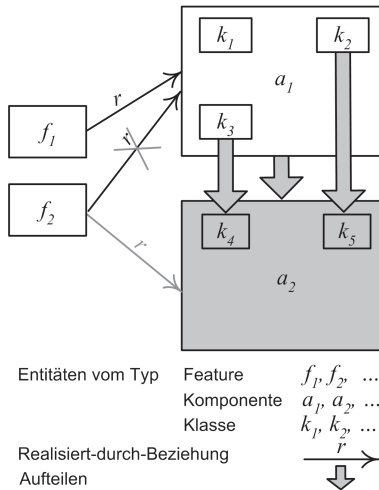 k1 k2
a1
r
f1
k3
r
f2
k4 k5
r
a2
Entitäten vom Typ Feature f1, f2, ...
Komponente a1, a2, ...
Klasse k1, k2, ...
Realisiert-durch-Beziehung r
Aufteilen